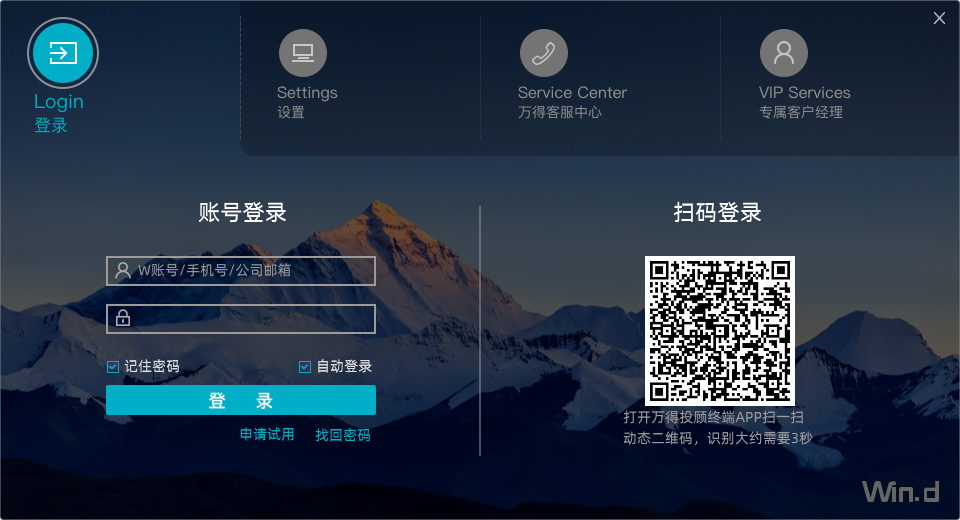 Login
登录
Settings
设置
Service Center
万得客服中心
VIP Services
专属客户经理
账号登录
W账号/手机号/公司邮箱
记住密码
自动登录
登 录
申请试用
找回密码
扫码登录
打开万得投顾终端APP扫一扫
动态二维码，识别大约需要3秒
Win.d